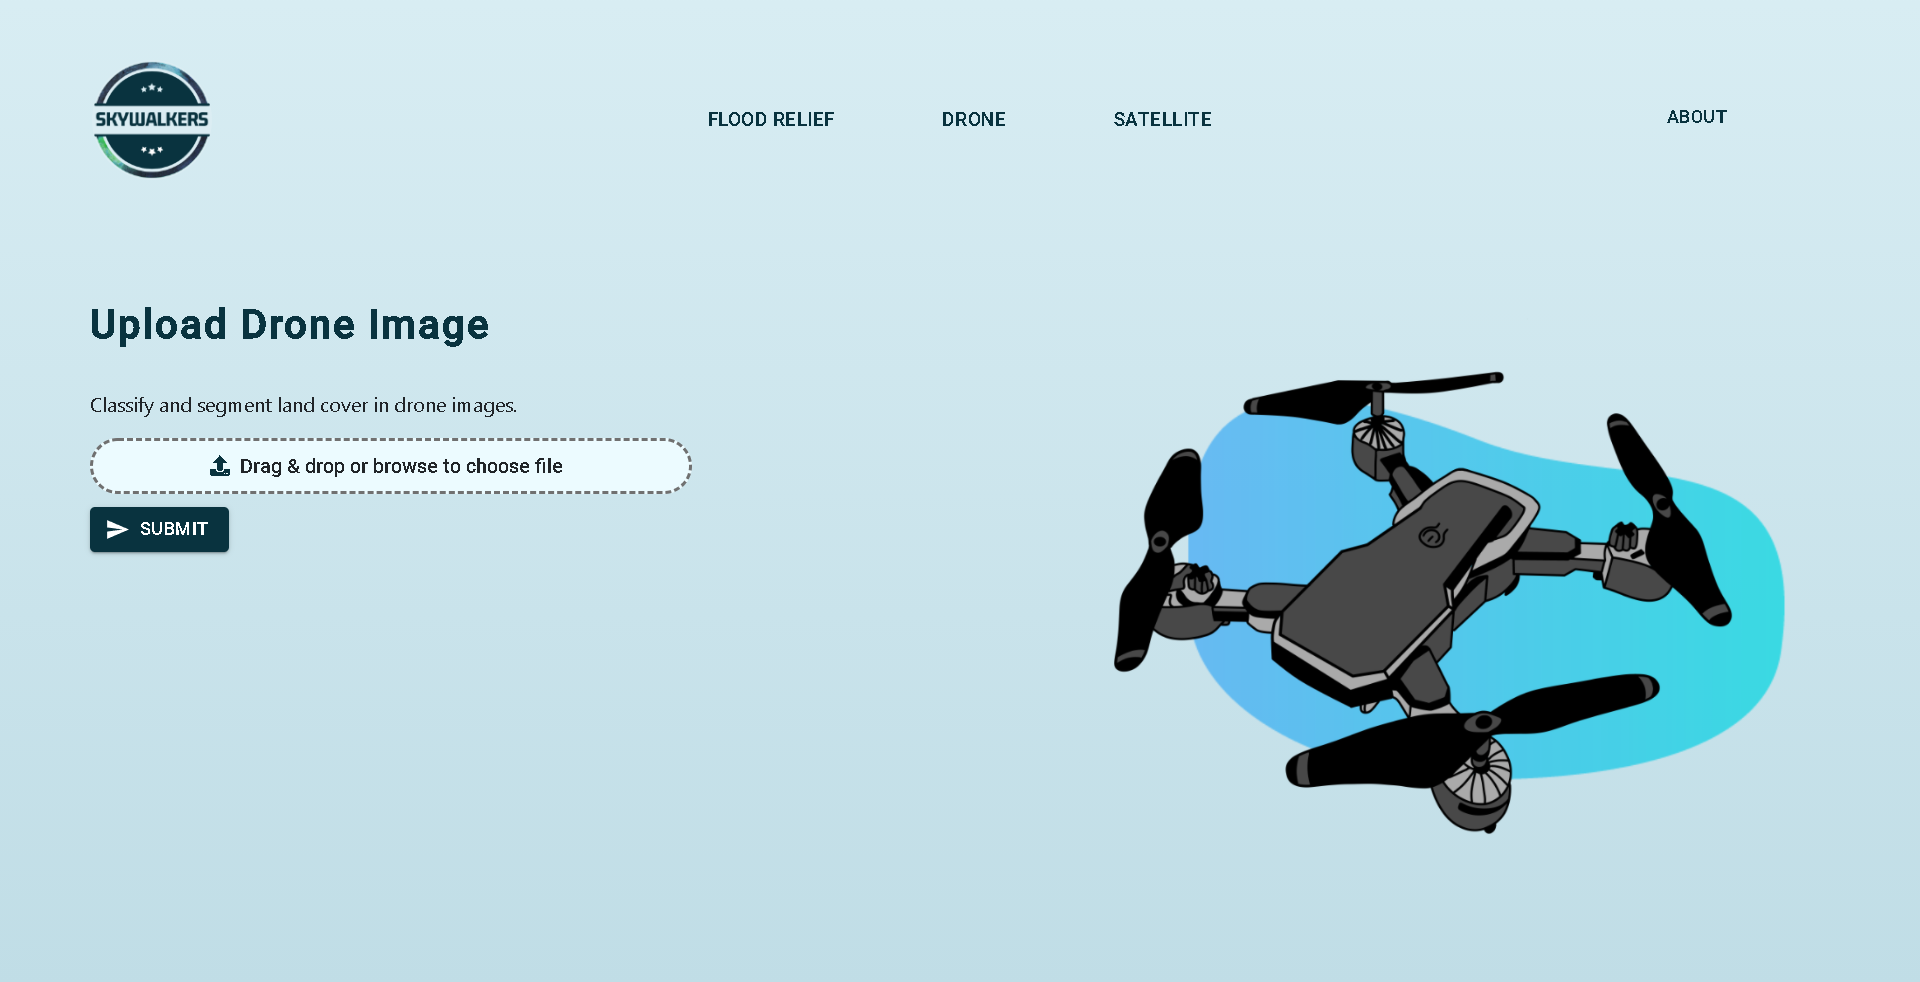 SKYWALKERS
FLOOD RELIEF
DRONE
SATELLITE
ABOUT
Upload Drone Image
Classify and segment land cover in drone images.
Drag & drop or browse to choose file
SUBMIT